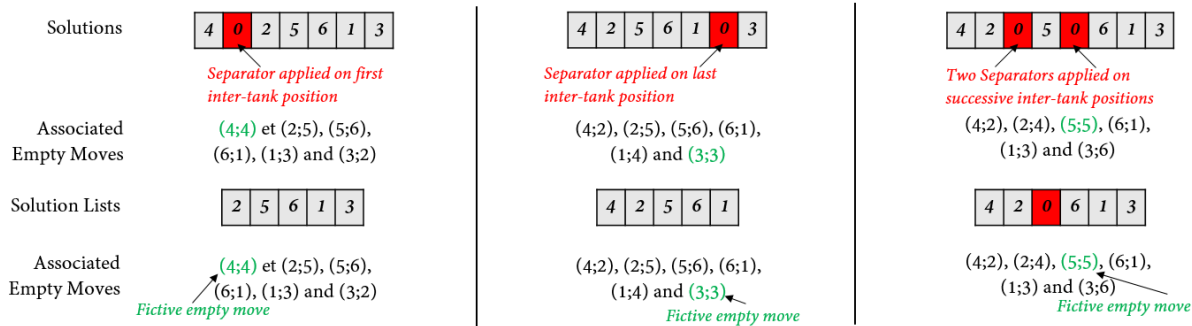 Solutions
4 0 2 5 6 1 3
4 2 5 6 1 0 3
4 2 0 5 0 6 1 3
Separator applied on first
inter-tank position
Separator applied on last
inter-tank position
Two Separators applied on
successive inter-tank positions
Associated
Empty Moves
(4;4) et (2;5), (5;6),
(6;1), (1;3) and (3;2)
(4;2), (2;5), (5;6), (6;1),
(1;4) and (3;3)
(4;2), (2;4), (5;5), (6;1),
(1;3) and (3;6)
Solution Lists
2 5 6 1 3
4 2 5 6 1
4 2 0 6 1 3
Associated
Empty Moves
(4;4) et (2;5), (5;6),
(6;1), (1;3) and (3;2)
Fictive empty move
(4;2), (2;5), (5;6), (6;1),
(1;4) and (3;3)
Fictive empty move
(4;2), (2;4), (5;5), (6;1),
(1;3) and (3;6)
Fictive empty move